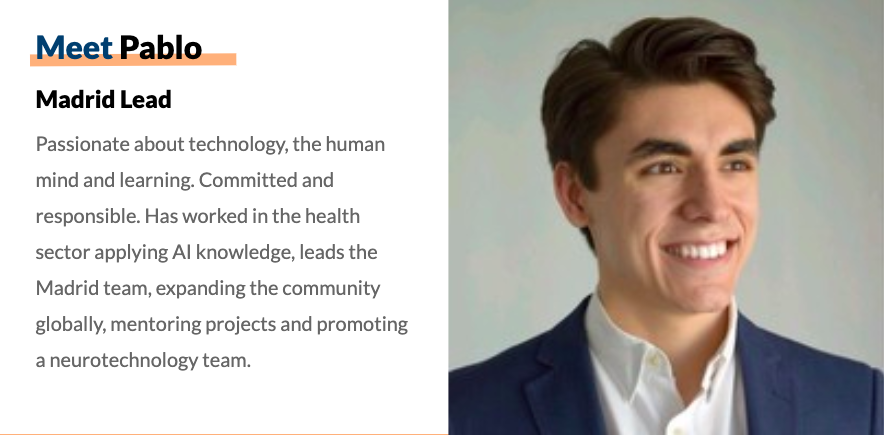 Meet Pablo
Madrid Lead
Passionate about technology, the human
mind and learning. Committed and
responsible. Has worked in the health
sector applying AI knowledge, leads the
Madrid team, expanding the community
globally, mentoring projects and promoting
a neurotechnology team.